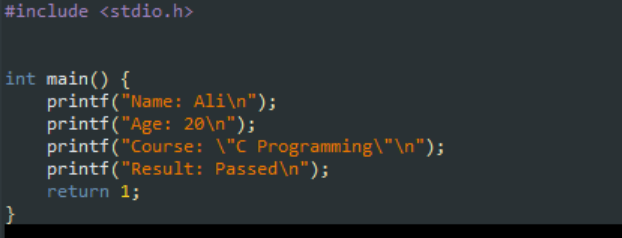 #include <stdio.h>
int main() {
    printf("Name: Ali\n");
    printf("Age: 20\n");
    printf("Course: \"C Programming\"\n");
    printf("Result: Passed\n");
    return 1;
}